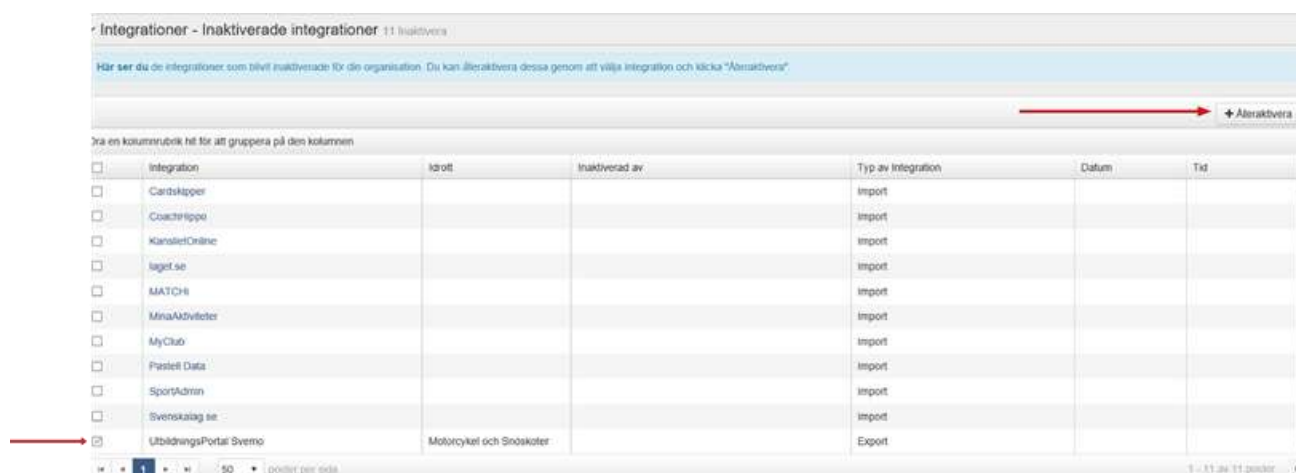 Integrationer - Inaktiverade integrationer 11 Inaktivera
Här ser du de integrationer som blivit inaktiverade för din organisation. Du kan återaktivera dessa genom att välja integration och klicka "Återaktivera"
+ Återaktivera
Dra en kolumnrubrik hit för att gruppera på den kolumnen
Integration Idrott Inaktiverad av Typ av Integration Datum Tid
Cardskipper Import
CoachHippo Import
KanslietOnline Import
laget.se Import
MATCHi Import
MinaAktiviteter Import
MyClub Import
Pastell Data Import
SportAdmin Import
Svenskalag.se Import
UtbildningsPortal Svemo Motorcykel och Snöskoter Export
1 50 poster per sida 1 - 11 av 11 poster